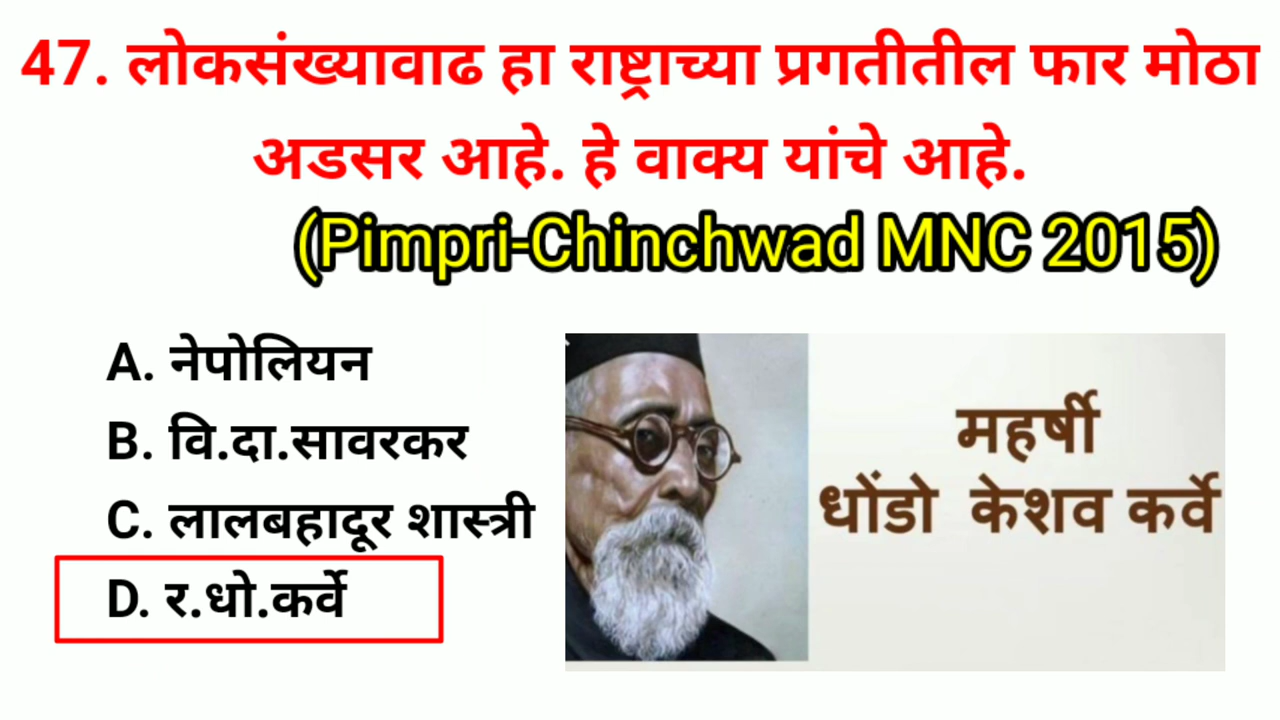 47. लोकसंख्यावाढ हा राष्ट्राच्या प्रगतीतील फार मोठा
अडसर आहे. हे वाक्य यांचे आहे.
(Pimpri-Chinchwad MNC 2015)
A. नेपोलियन
B. वि.दा.सावरकर
C. लालबहादूर शास्त्री
D. र.धो.कर्वे
महर्षी
धोंडो केशव कर्वे